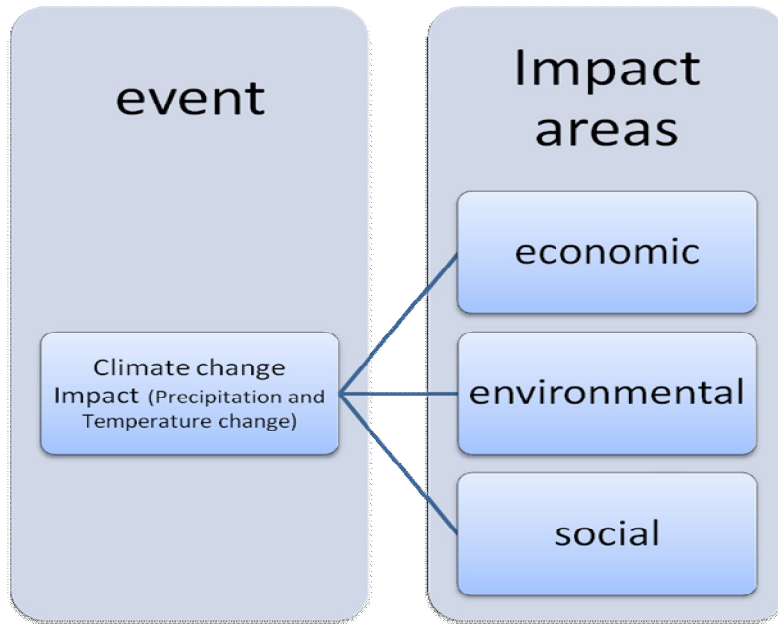 event
Climate change
Impact (Precipitation and
Temperature change)
Impact
areas
economic
environmental
social